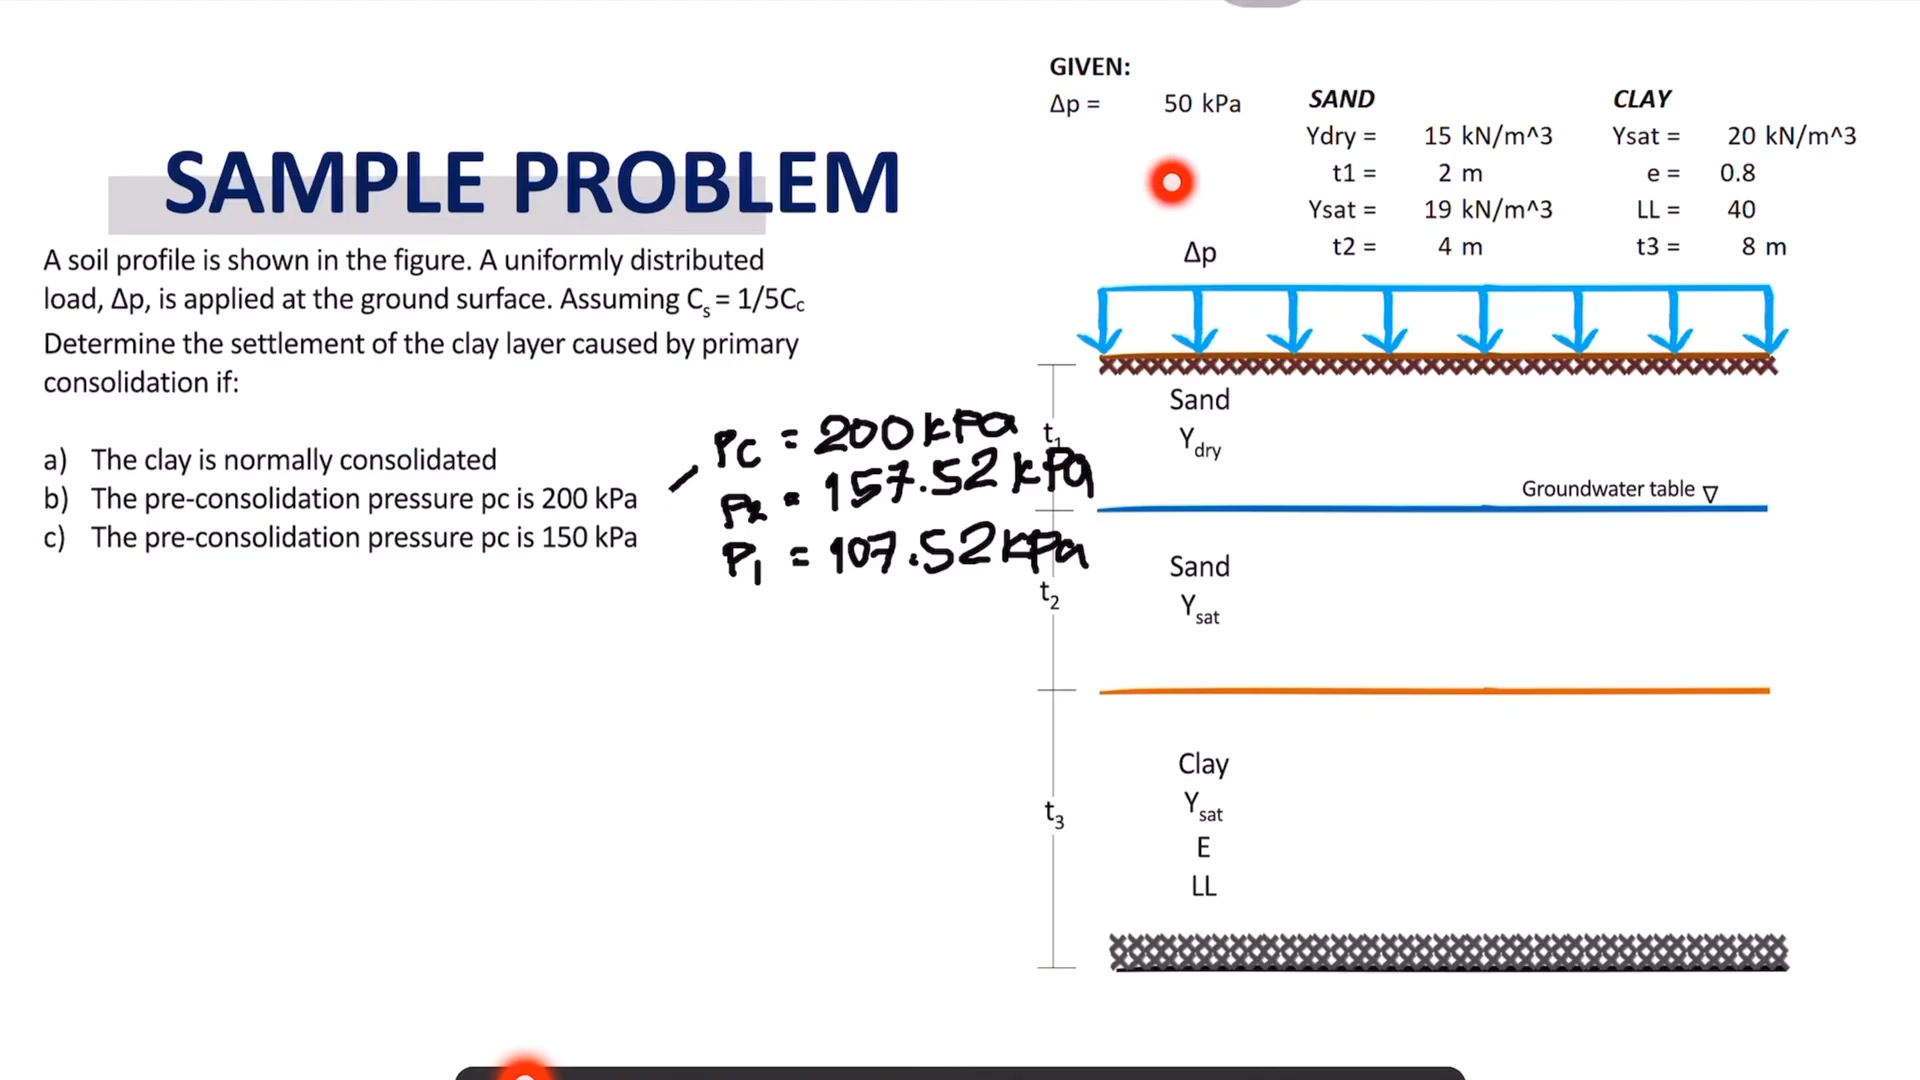 SAMPLE PROBLEM
A soil profile is shown in the figure. A uniformly distributed
load, Δp, is applied at the ground surface. Assuming Cs = 1/5Cc
Determine the settlement of the clay layer caused by primary
consolidation if:
a) The clay is normally consolidated
b) The pre-consolidation pressure pc is 200 kPa
c) The pre-consolidation pressure pc is 150 kPa
Pc = 200 kPa
P2 = 157.52 kPa
P1 = 107.52 kPa
GIVEN:
Δp = 50 kPa
SAND
Ydry = 15 kN/m^3
t1 = 2 m
Ysat = 19 kN/m^3
t2 = 4 m
CLAY
Ysat = 20 kN/m^3
e = 0.8
LL = 40
t3 = 8 m
Δp
t1
Sand
Ydry
Groundwater table
t2
Sand
Ysat
t3
Clay
Ysat
E
LL